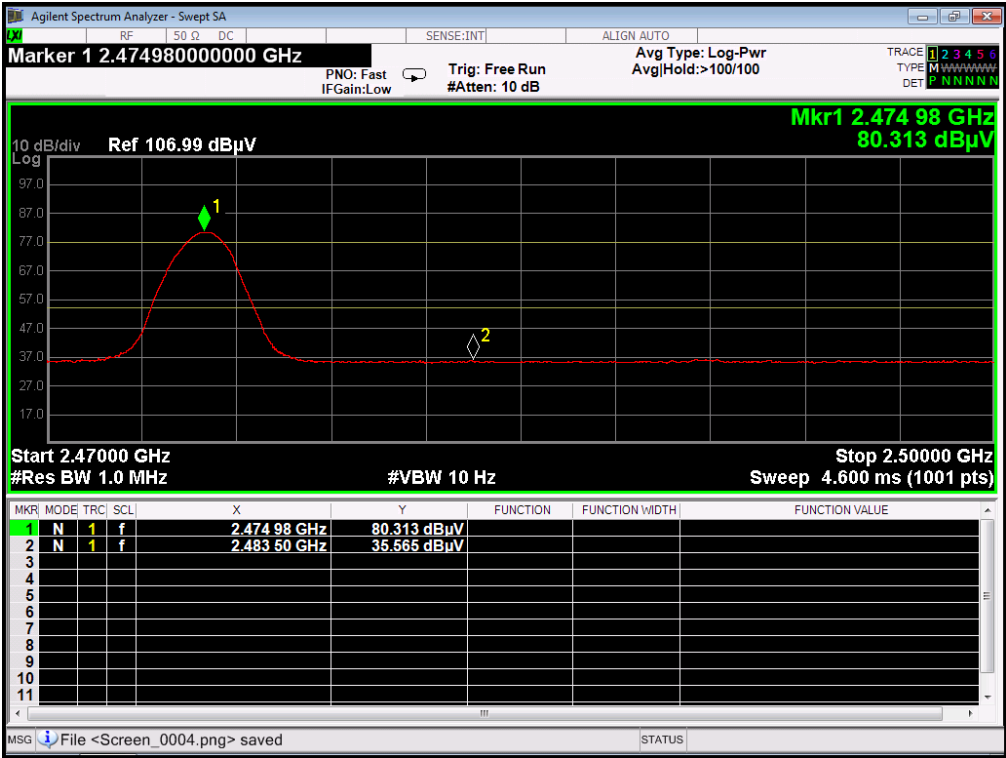 Agilent Spectrum Analyzer - Swept SA
LXI RF 50 Ω DC SENSE:INT ALIGN AUTO
Marker 1 2.474980000000 GHz
PNO: Fast
IFGain:Low
Trig: Free Run
#Atten: 10 dB
Avg Type: Log-Pwr
Avg|Hold:>100/100
TRACE 1 2 3 4 5 6
TYPE M WWWWW
DET P N N N N N
Mkr1 2.474 98 GHz
80.313 dBµV
10 dB/div Ref 106.99 dBµV
Log
97.0
87.0
77.0
67.0
57.0
47.0
37.0
27.0
17.0
1
2
Start 2.47000 GHz Stop 2.50000 GHz
#Res BW 1.0 MHz #VBW 10 Hz Sweep 4.600 ms (1001 pts)
MKR MODE TRC SCL X Y FUNCTION FUNCTION WIDTH FUNCTION VALUE
1 N 1 f 2.474 98 GHz 80.313 dBµV
2 N 1 f 2.483 50 GHz 35.565 dBµV
3
4
5
6
7
8
9
10
11
MSG File <Screen_0004.png> saved STATUS